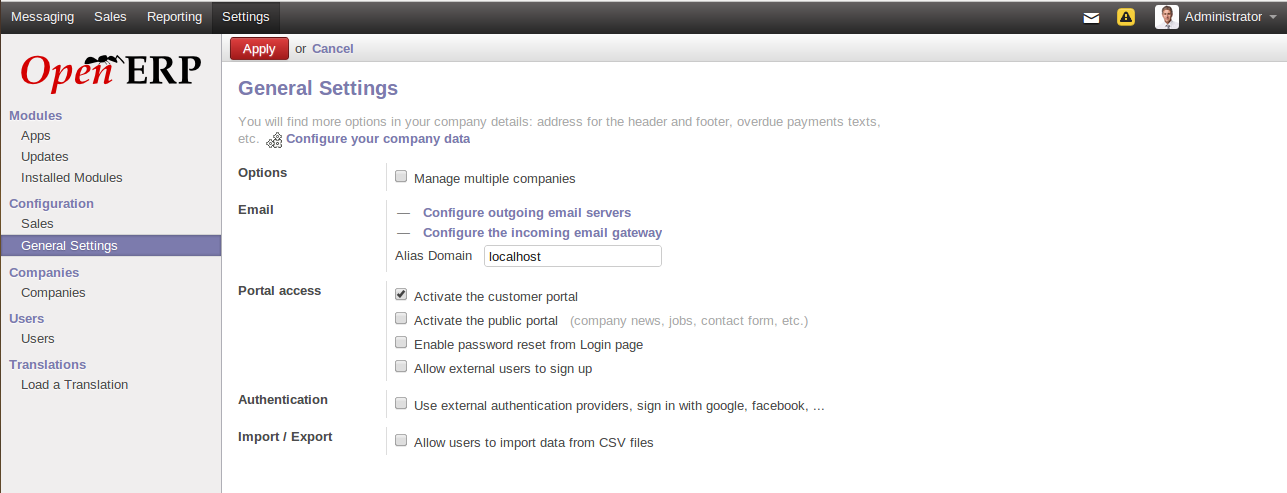 Messaging Sales Reporting Settings Administrator
Apply or Cancel
OpenERP
Modules
Apps
Updates
Installed Modules
Configuration
Sales
General Settings
Companies
Companies
Users
Users
Translations
Load a Translation
General Settings
You will find more options in your company details: address for the header and footer, overdue payments texts,
etc. Configure your company data
Options
Manage multiple companies
Email
— Configure outgoing email servers
— Configure the incoming email gateway
Alias Domain localhost
Portal access
Activate the customer portal
Activate the public portal (company news, jobs, contact form, etc.)
Enable password reset from Login page
Allow external users to sign up
Authentication
Use external authentication providers, sign in with google, facebook, ...
Import / Export
Allow users to import data from CSV files